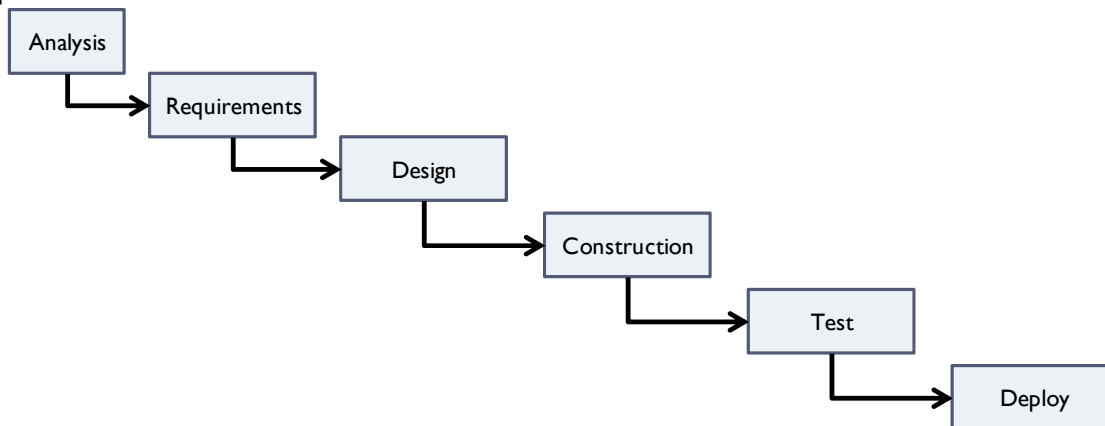 Analysis
Requirements
Design
Construction
Test
Deploy